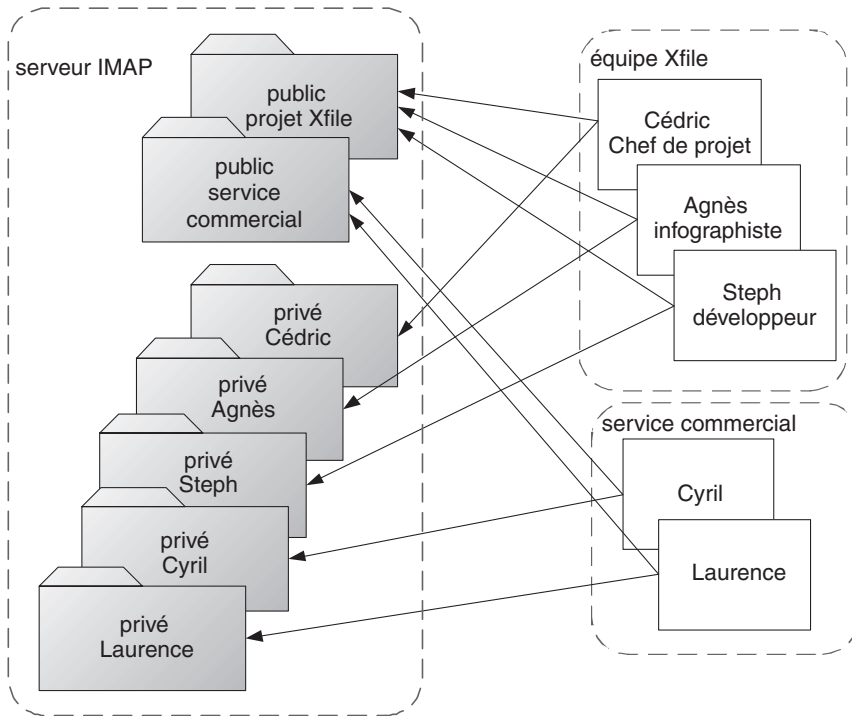 serveur IMAP
public
projet Xfile
public
service
commercial
privé
Cédric
privé
Agnès
privé
Steph
privé
Cyril
privé
Laurence
équipe Xfile
Cédric
Chef de projet
Agnès
infographiste
Steph
développeur
service commercial
Cyril
Laurence